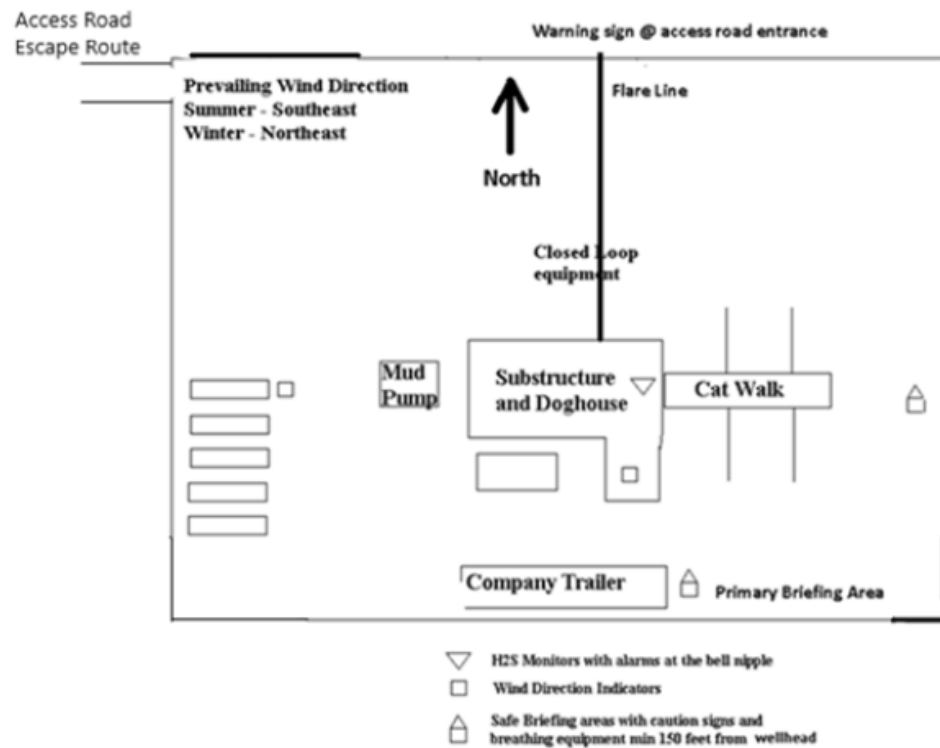 Access Road
Escape Route
Warning sign @ access road entrance
Prevailing Wind Direction
Summer - Southeast
Winter - Northeast
Flare Line
North
Closed Loop
equipment
Mud
Pump
Substructure
and Doghouse
Cat Walk
Company Trailer
Primary Briefing Area
H2S Monitors with alarms at the bell nipple
Wind Direction Indicators
Safe Briefing areas with caution signs and
breathing equipment min 150 feet from wellhead